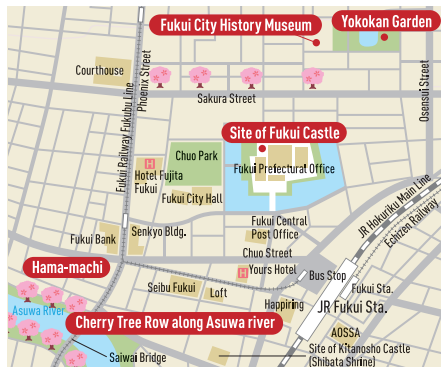 Fukui City History Museum
Yokokan Garden
Courthouse
Phoenix Street
Fukui Railway Fukubu Line
Sakura Street
Osensui Street
Site of Fukui Castle
Chuo Park
Fukui Prefectural Office
H
Hotel Fujita
Fukui
Fukui City Hall
JR Hokuriku Main Line
Echizen Railway
Fukui Central
Post Office
Fukui Bank
Senkyo Bldg.
Chuo Street
H
Yours Hotel
Bus Stop
Hama-machi
Seibu Fukui
Loft
Fukui Sta.
Happiring
JR Fukui Sta.
Asuwa River
Cherry Tree Row along Asuwa river
AOSSA
Saiwai Bridge
Site of Kitanosho Castle
(Shibata Shrine)